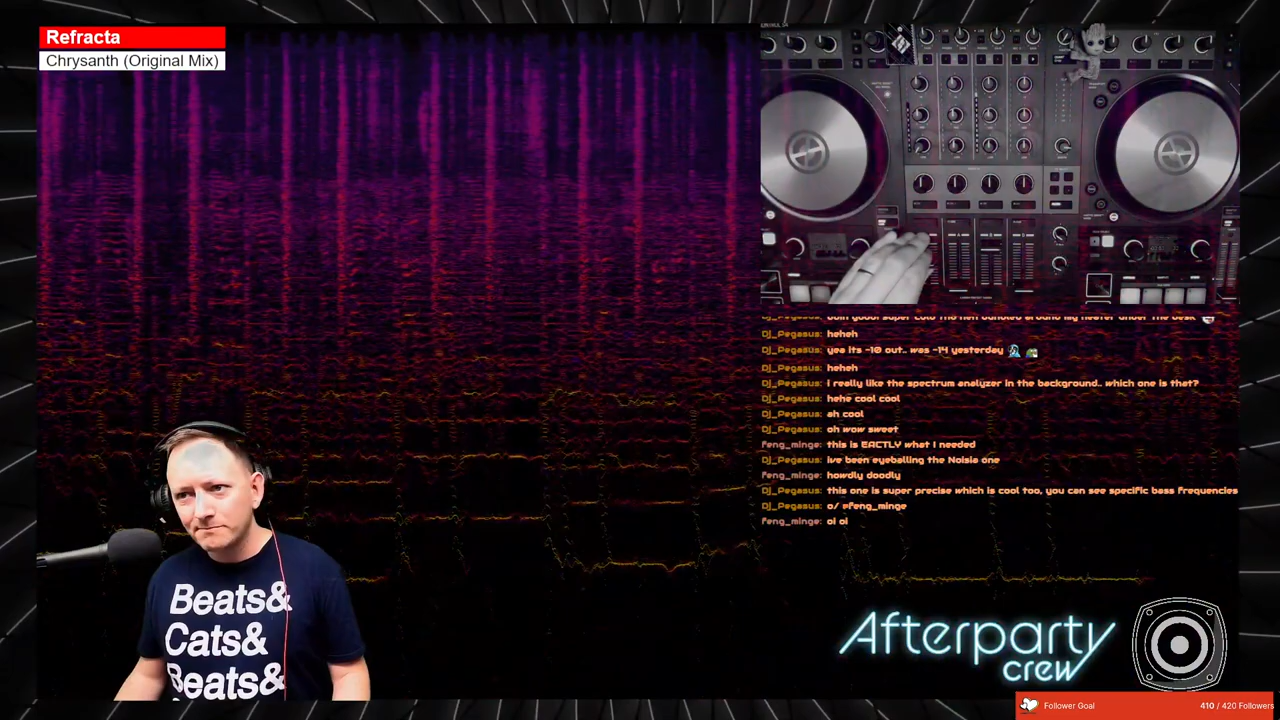 Refracta
Chrysanth (Original Mix)
Dj_Pegasus: heheh
Dj_Pegasus: yea its -10 out.. was -14 yesterday
Dj_Pegasus: heheh
Dj_Pegasus: i really like the spectrum analyzer in the background.. which one is that?
Dj_Pegasus: hehe cool cool
Dj_Pegasus: ah cool
Dj_Pegasus: oh wow sweet
feng_minge: this is EACTLY what I needed
Dj_Pegasus: ive been eyeballing the Noisia one
feng_minge: howdly doodly
Dj_Pegasus: this one is super precise which is cool too, you can see specific bass frequencies
Dj_Pegasus: o/ @feng_minge
feng_minge: oi oi
Beats&
Cats&
Beats&
Afterparty
crew
Follower Goal
410 / 420 Followers